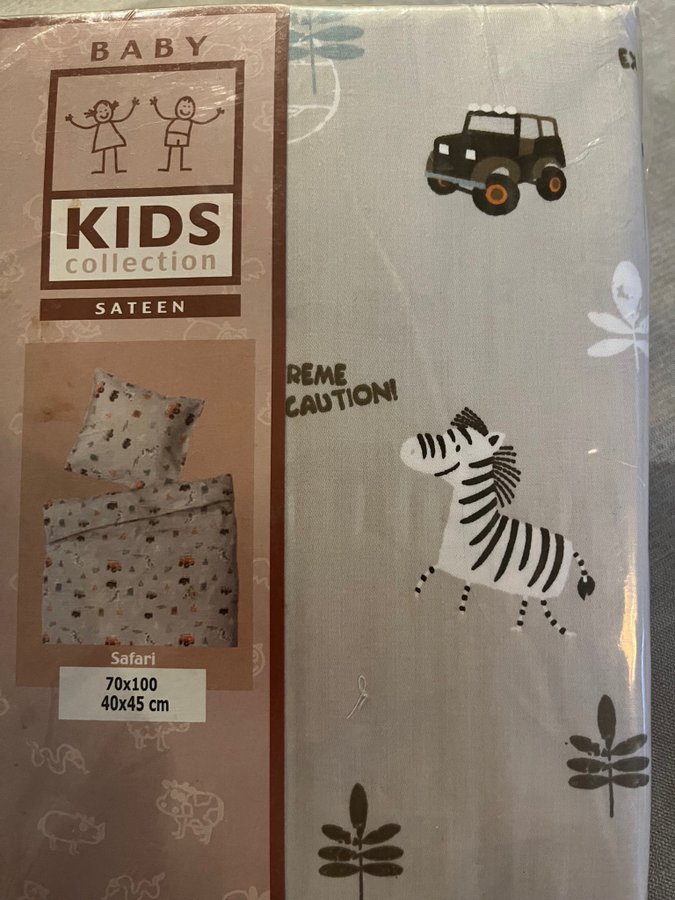 BABY
KIDS
collection
SATEEN
REME
CAUTION!
Safari
70x100
40x45 cm